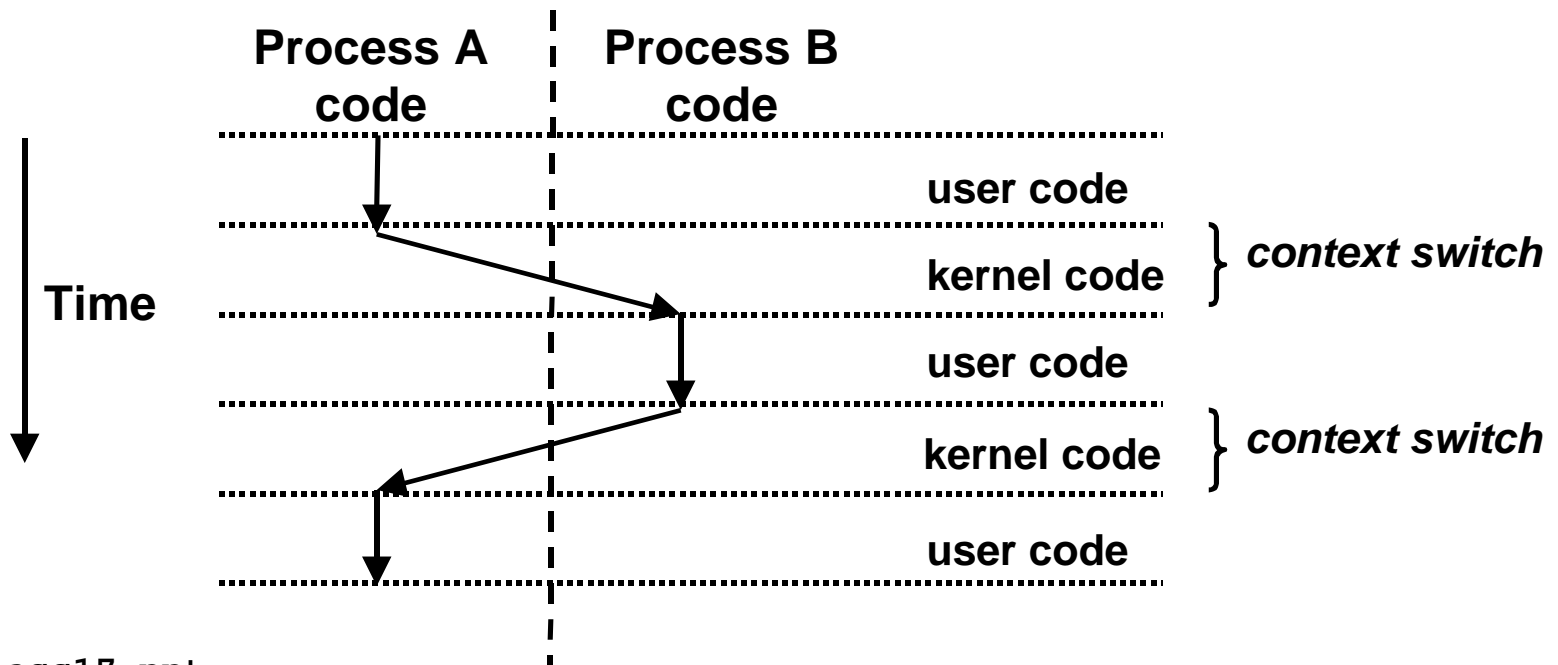 Process A
code
Process B
code
user code
context switch
kernel code
Time
user code
context switch
kernel code
user code